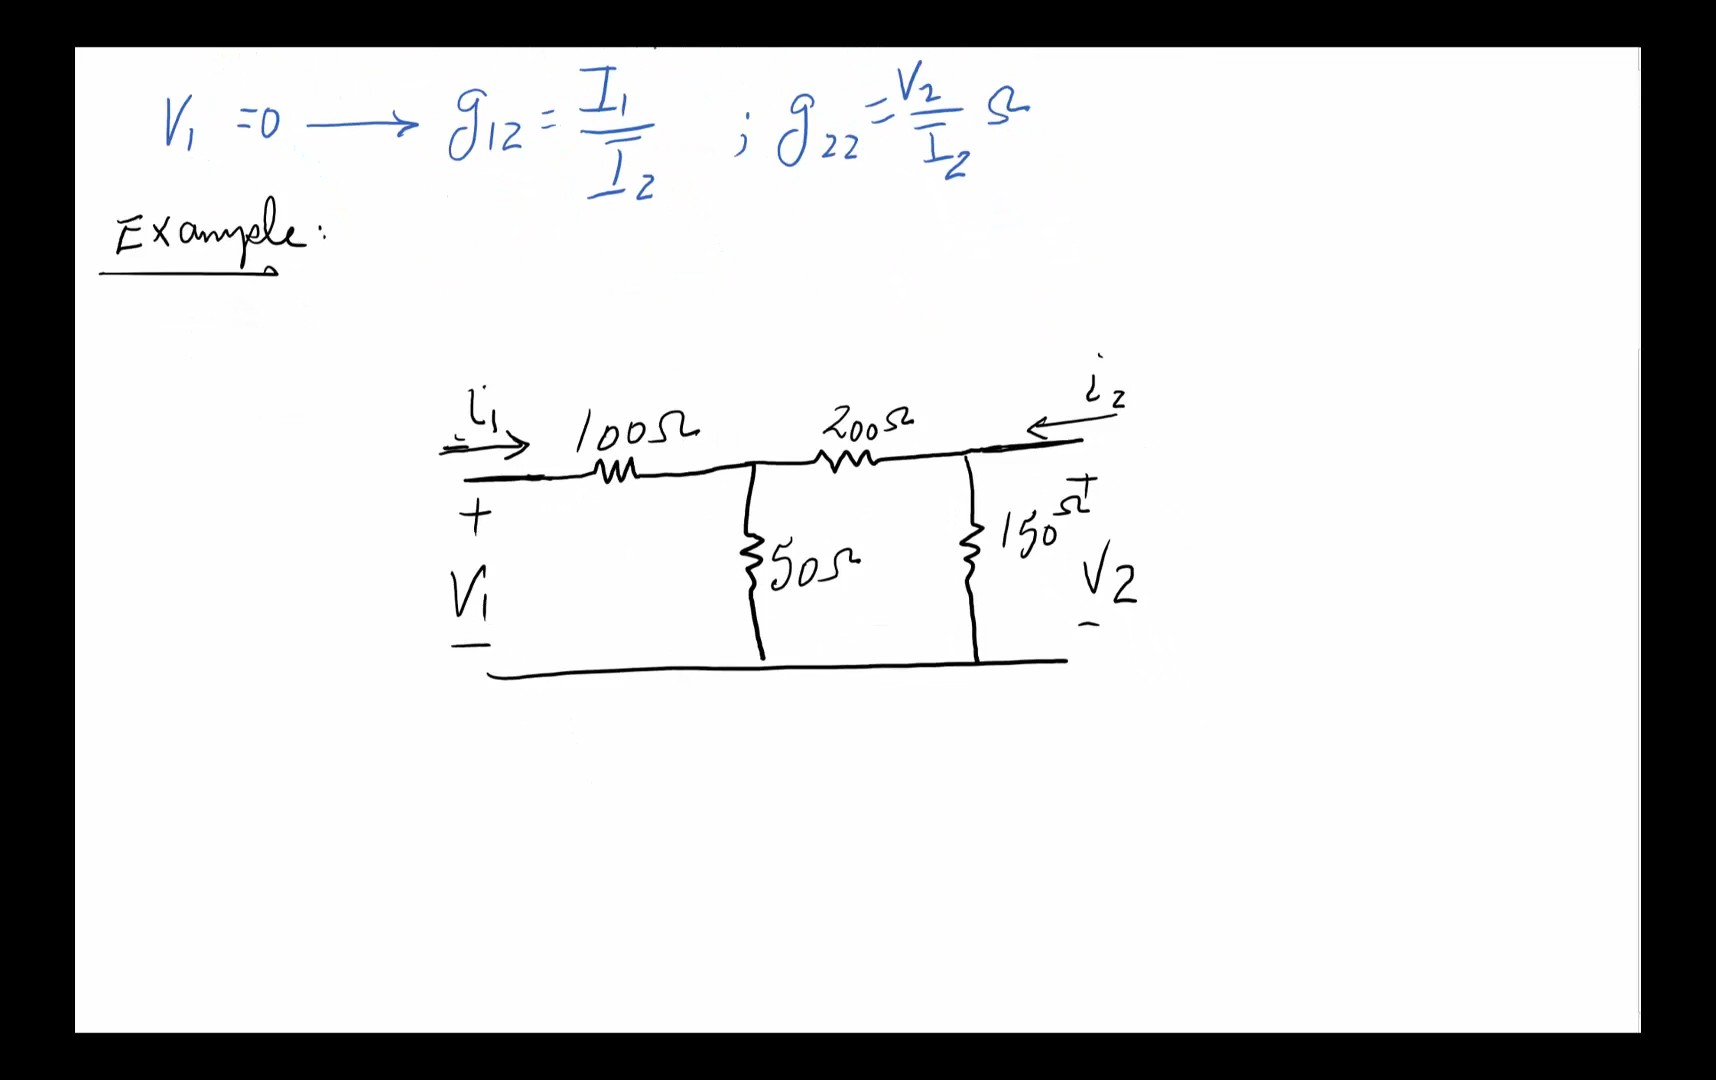 V₁ =0 ⟶ g₁₂ = I₁/I₂ ; g₂₂ = V₂/I₂ Ω
Example:
i₁ 100Ω 200Ω i₂
+ +
50Ω 150Ω
V₁ V₂
− −